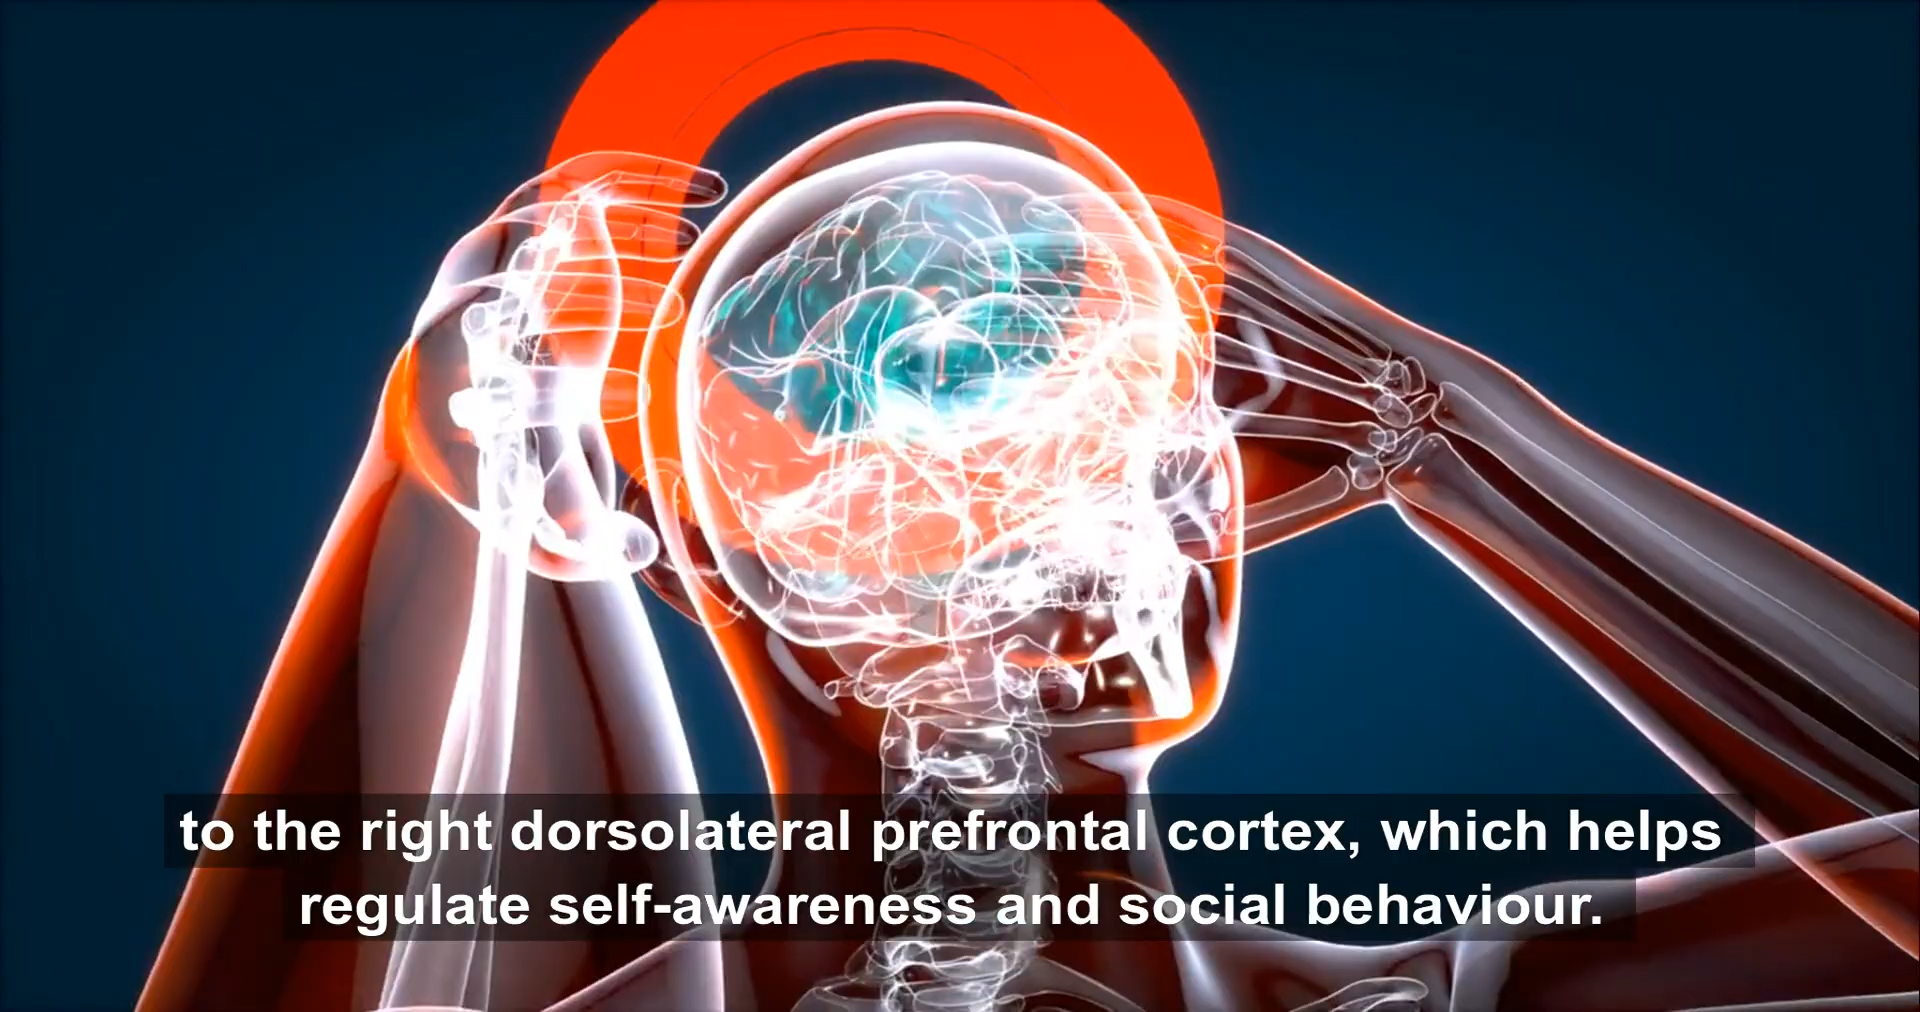 to the right dorsolateral prefrontal cortex, which helps
regulate self-awareness and social behaviour.